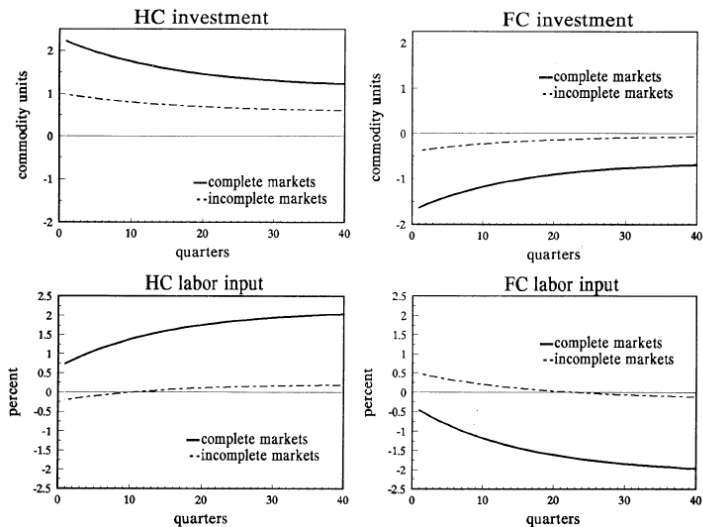 HC investment
commodity units
2
1
0
1
-2
complete markets
incomplete markets
0 10 20 30 40
quarters
FC investment
commodity units
2
1
0
-1
-2
complete markets
incomplete markets
0 10 20 30 40
quarters
HC labor input
percent
2.5
2
1.5
1
0.5
0
-0.5
-1
-1.5
-2
-2.5
complete markets
incomplete markets
0 10 20 30 40
quarters
FC labor input
percent
2.5
2
1.5
1
0.5
0
-0.5
-1
-1.5
-2
-2.5
complete markets
incomplete markets
0 10 20 30 40
quarters